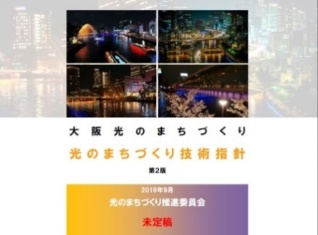 大阪光のまちづくり
光のまちづくり技術指針
第2版
2019年9月
光のまちづくり推進委員会
未定稿